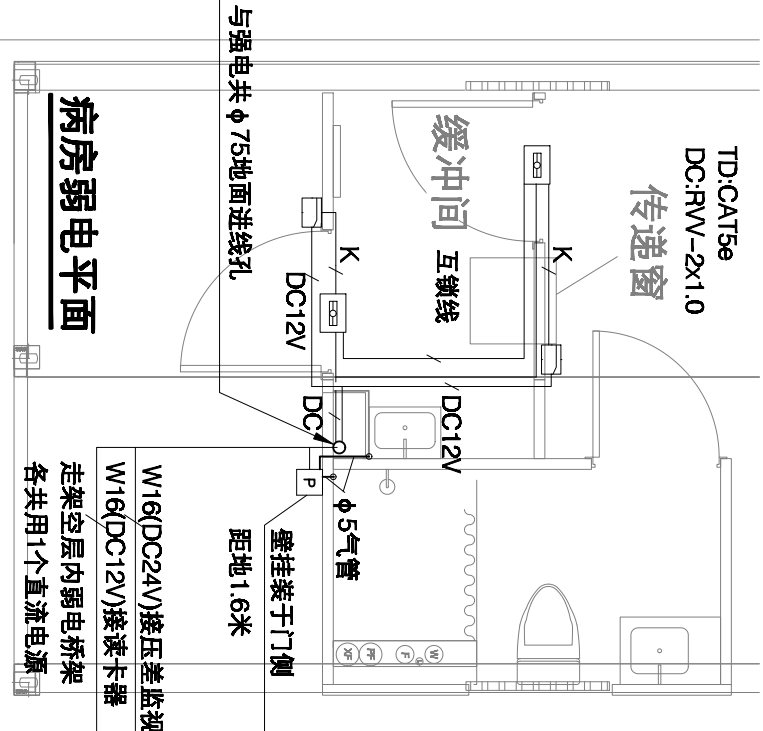 TD:CAT5e
DC:RVV-2x1.0
传递窗
缓冲间
K
K
互锁线
DC12V
DC12V
DC
与强电共φ75地面进线孔
病房弱电平面
P
φ5气管
壁挂装于门侧
距地1.6米
W16(DC24V)接压差监视
W16(DC12V)接读卡器
走架空层内弱电桥架
各共用1个直流电源
XF
PF
F
W